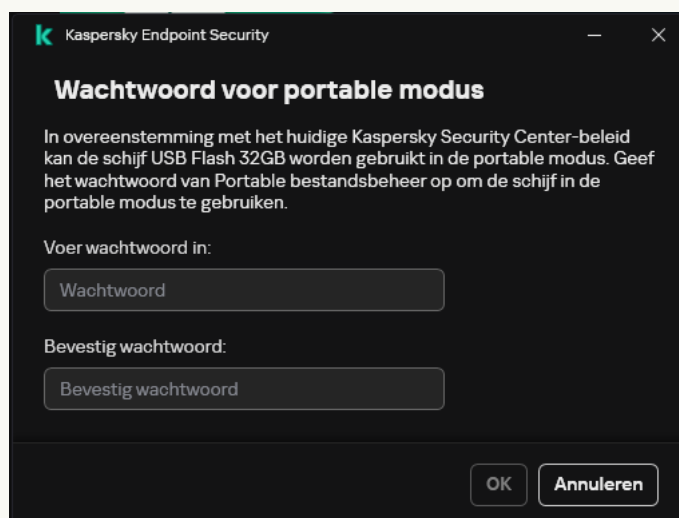 Kaspersky Endpoint Security
Wachtwoord voor portable modus
In overeenstemming met het huidige Kaspersky Security Center-beleid
kan de schijf USB Flash 32GB worden gebruikt in de portable modus. Geef
het wachtwoord van Portable bestandsbeheer op om de schijf in de
portable modus te gebruiken.
Voer wachtwoord in:
Wachtwoord
Bevestig wachtwoord:
Bevestig wachtwoord
OK Annuleren